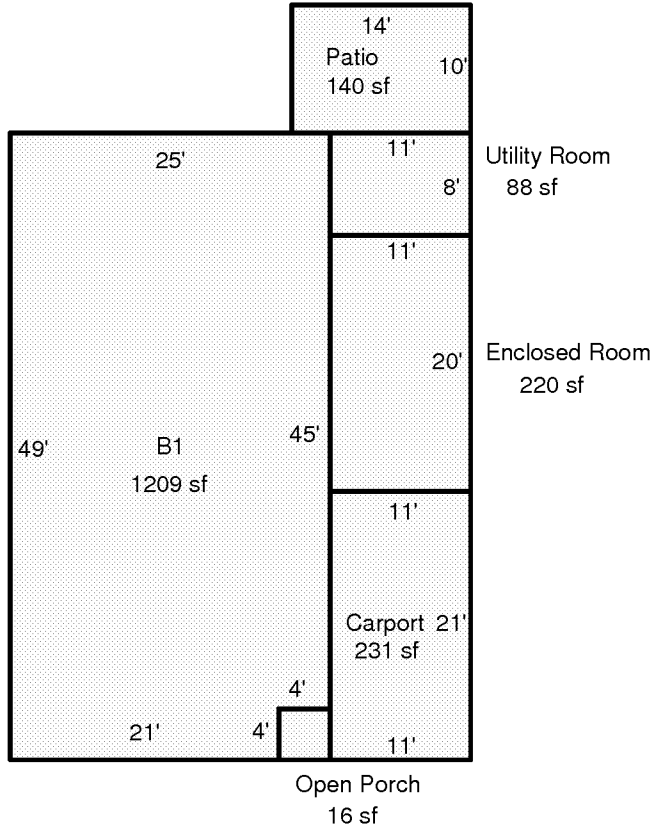 14'
Patio
10'
140 sf
11'
25'
Utility Room
8'
88 sf
11'
Enclosed Room
20'
220 sf
45'
B1
49'
1209 sf
11'
Carport 21'
231 sf
4'
21'
4'
11'
Open Porch
16 sf